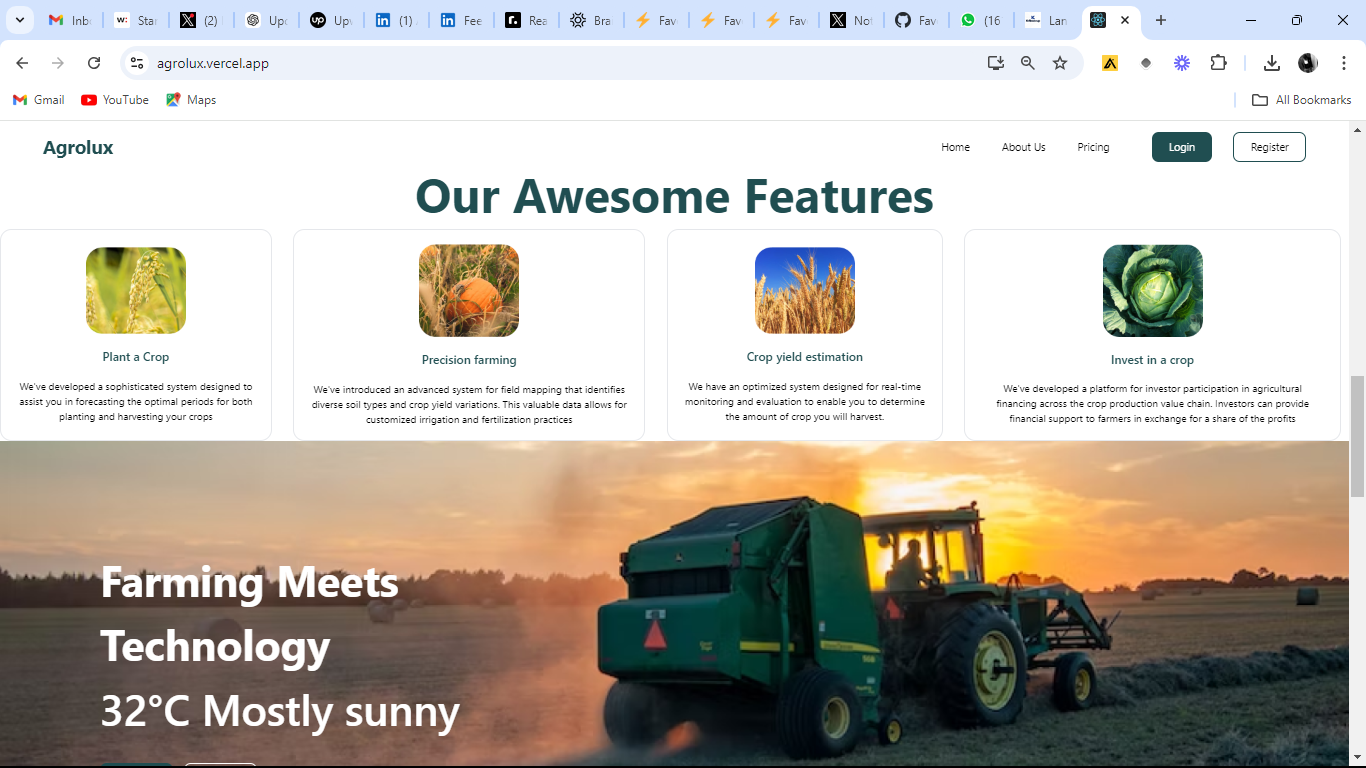 Inb
Star
(2)
Upd
Upw
(1)
Fee
Rea
Bra
Fav
Fav
Fav
Not
Fav
(16
Lan
agrolux.vercel.app
Gmail YouTube Maps All Bookmarks
Agrolux Home About Us Pricing Login Register
Our Awesome Features
Plant a Crop
We've developed a sophisticated system designed to
assist you in forecasting the optimal periods for both
planting and harvesting your crops
Precision farming
We've introduced an advanced system for field mapping that identifies
diverse soil types and crop yield variations. This valuable data allows for
customized irrigation and fertilization practices
Crop yield estimation
We have an optimized system designed for real-time
monitoring and evaluation to enable you to determine
the amount of crop you will harvest.
Invest in a crop
We've developed a platform for investor participation in agricultural
financing across the crop production value chain. Investors can provide
financial support to farmers in exchange for a share of the profits
Farming Meets
Technology
32°C Mostly sunny